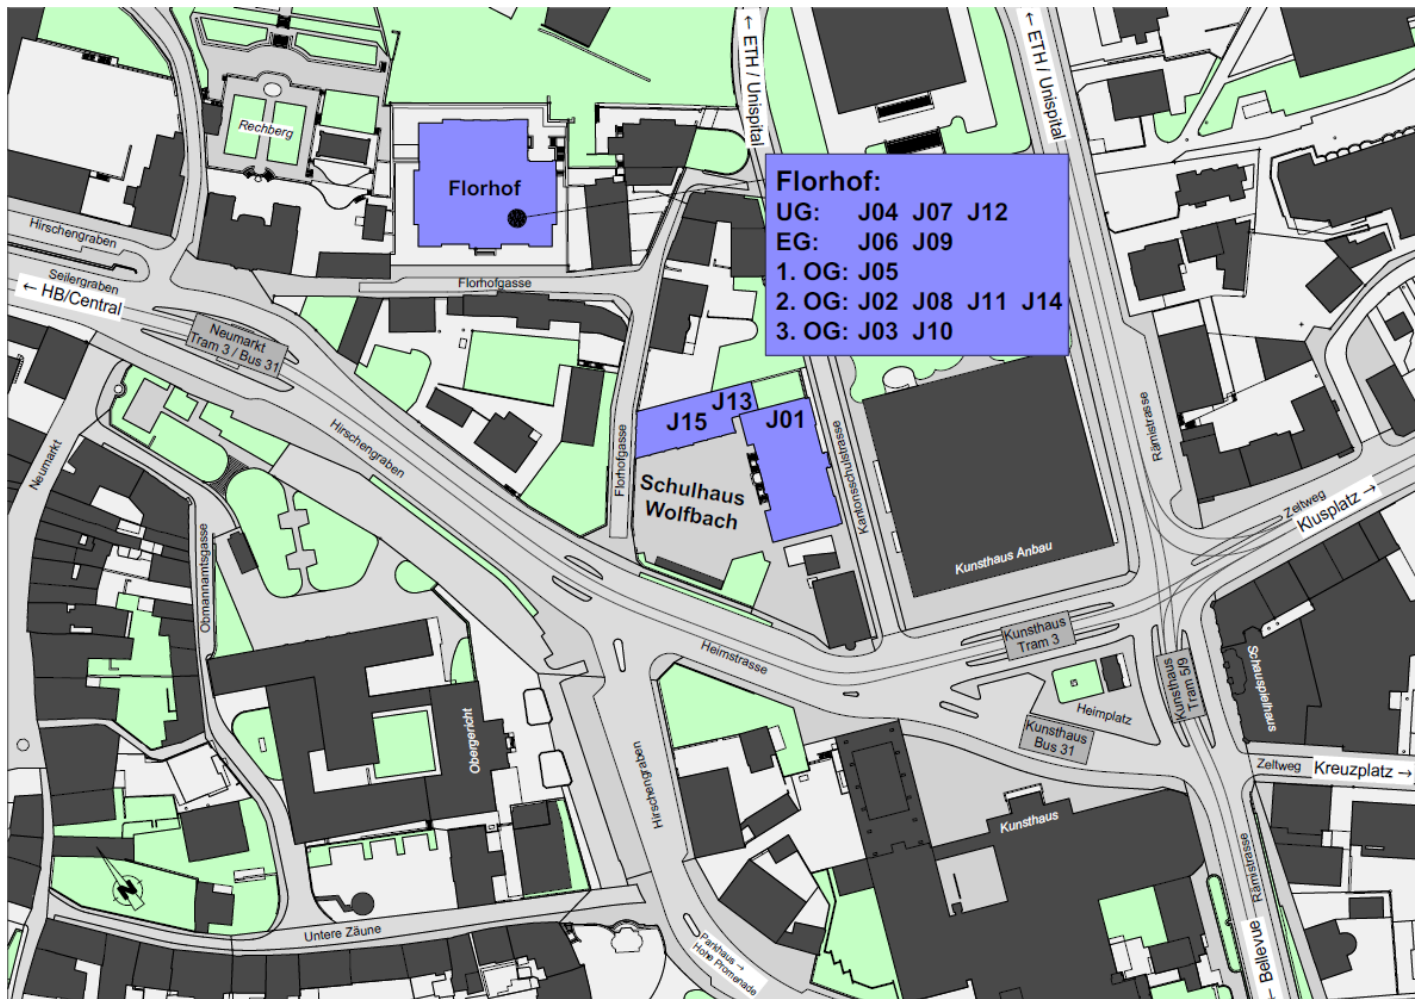 ← ETH / Unispital
← ETH / Unispital
Rechberg
Florhof
Florhof:
UG: J04 J07 J12
EG: J06 J09
1. OG: J05
2. OG: J02 J08 J11 J14
3. OG: J03 J10
Hirschengraben
Seilergraben
← HB/Central
Florhofgasse
Neumarkt
Tram 3 / Bus 31
J13
J15
J01
Hirschengraben
Neumarkt
Florhofgasse
Kantonsschulstrasse
Rämistrasse
Schulhaus
Wolfbach
Zeltweg
Klusplatz →
Kunsthaus Anbau
Obmannamtsgasse
Heimstrasse
Kunsthaus
Tram 3
Kunsthaus
Tram 5/9
Schauspielhaus
Heimplatz
Kunsthaus
Bus 31
Obergericht
Hirschengraben
Zeltweg
Kreuzplatz →
Kunsthaus
Rämistrasse
N
Untere Zäune
Parkhaus →
Hohe Promenade
← Bellevue